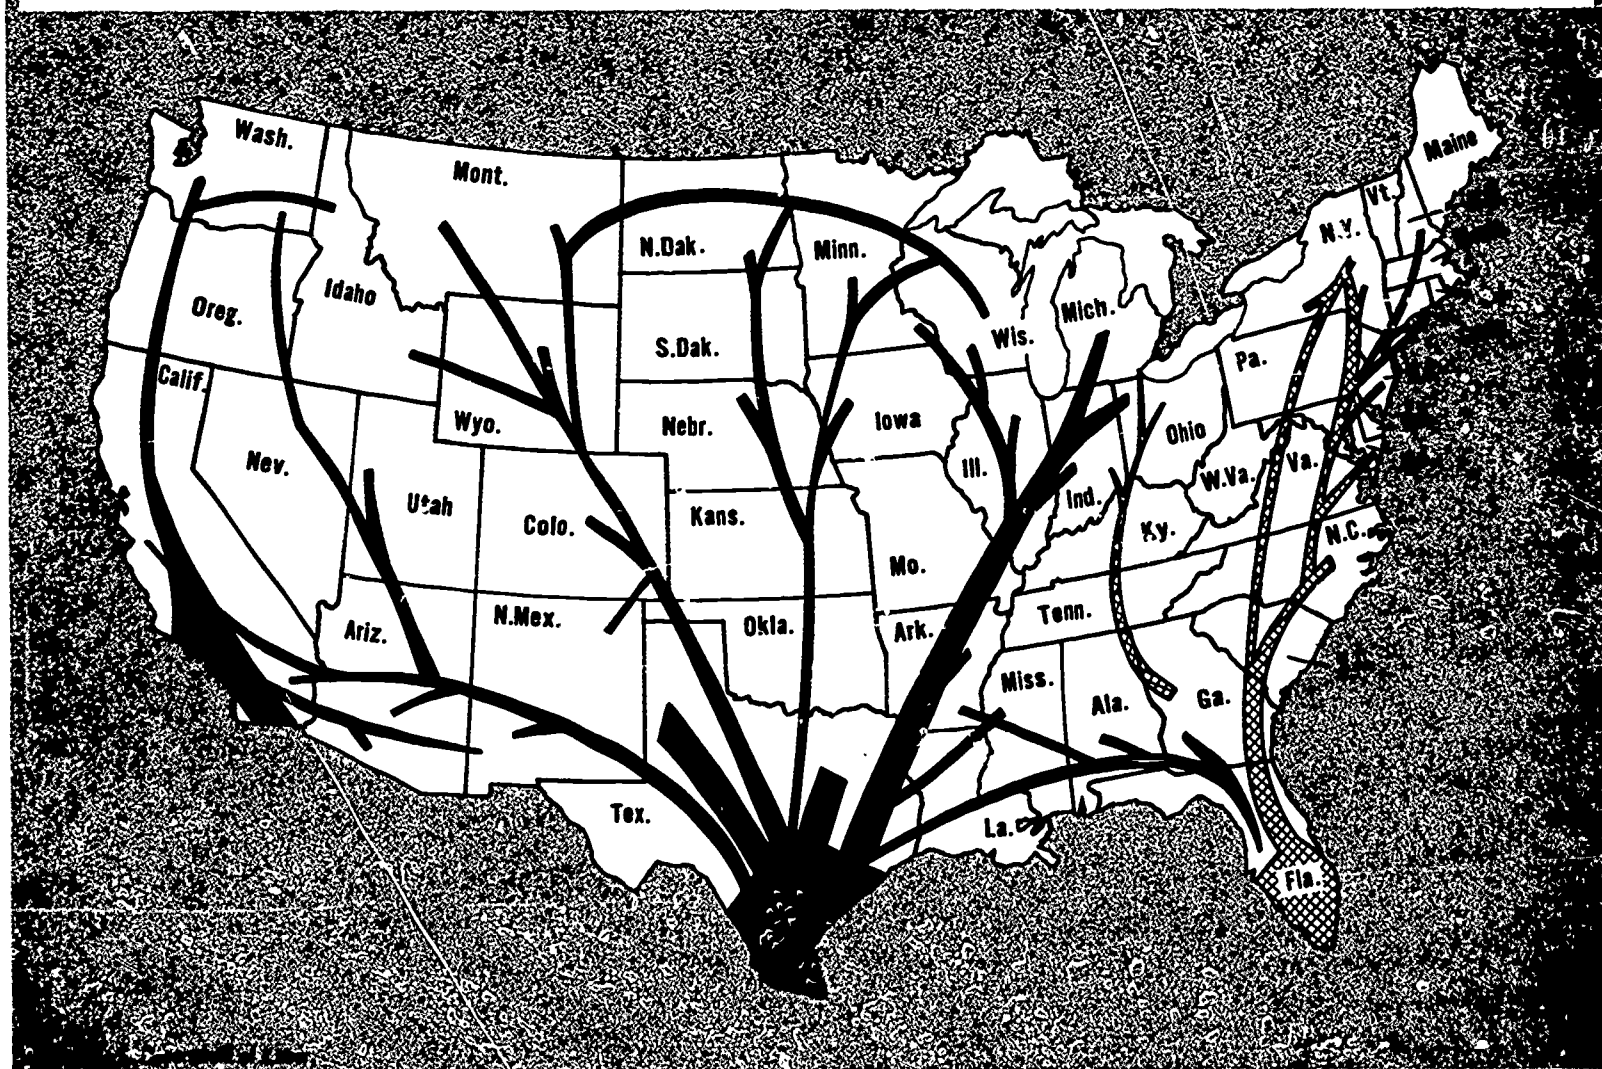 Wash.
Mont.
Maine
Vt.
N.Y.
N.Dak.
Minn.
Idaho
Oreg.
Mich.
Wis.
S.Dak.
Pa.
Calif.
Wyo.
Nebr.
Iowa
Ohio
Nev.
Ill.
Va.
W.Va.
Utah
Colo.
Kans.
Ind.
Ky.
N.C.
Mo.
Ariz.
N.Mex.
Okla.
Ark.
Tenn.
Miss.
Ala.
Ga.
Tex.
La.
Fla.